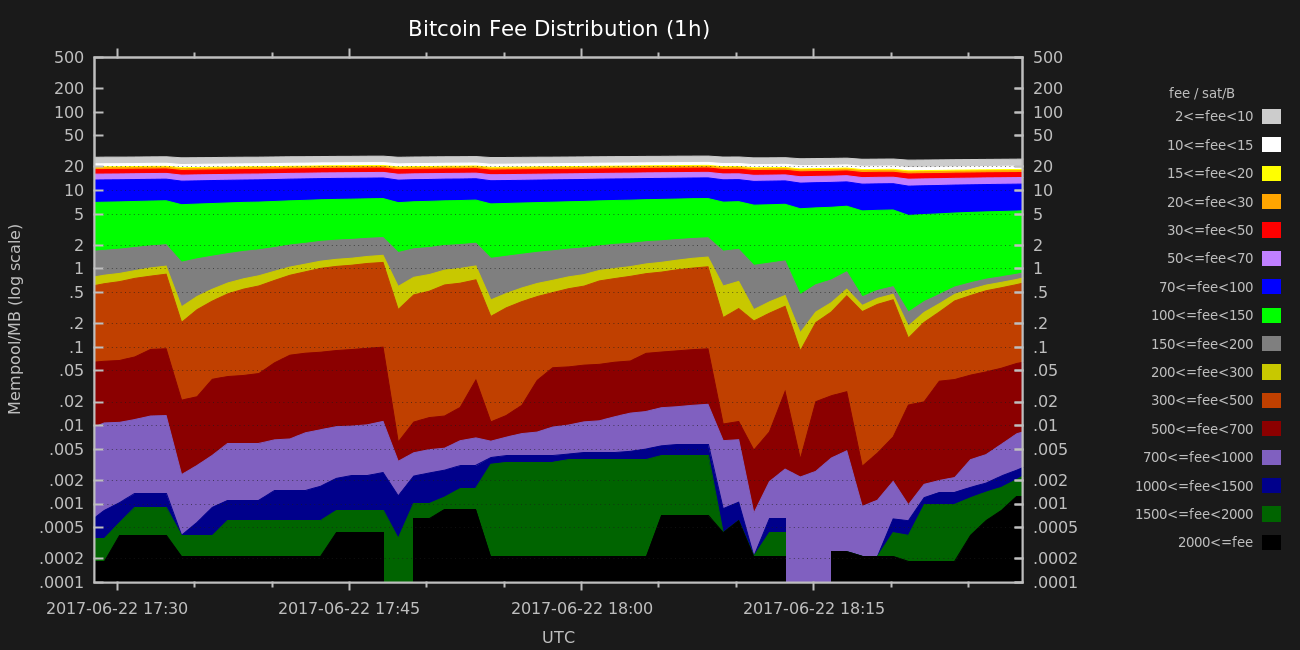 Bitcoin Fee Distribution (1h)
500
200
100
50
20
10
5
2
1
.5
.2
.1
.05
.02
.01
.005
.002
.001
.0005
.0002
.0001
Mempool/MB (log scale)
500
200
100
50
20
10
5
2
1
.5
.2
.1
.05
.02
.01
.005
.002
.001
.0005
.0002
.0001
2017-06-22 17:30
2017-06-22 17:45
2017-06-22 18:00
2017-06-22 18:15
UTC
fee / sat/B
2<=fee<10
10<=fee<15
15<=fee<20
20<=fee<30
30<=fee<50
50<=fee<70
70<=fee<100
100<=fee<150
150<=fee<200
200<=fee<300
300<=fee<500
500<=fee<700
700<=fee<1000
1000<=fee<1500
1500<=fee<2000
2000<=fee